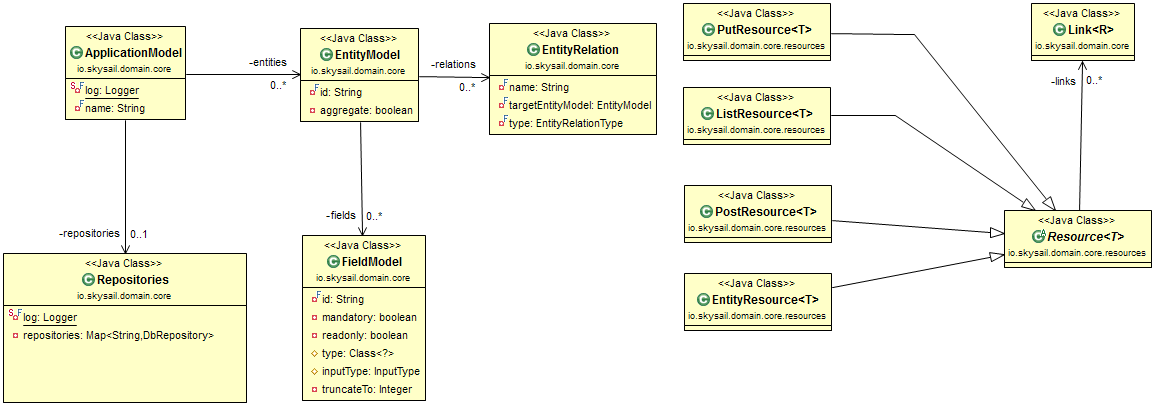 <<Java Class>>
ApplicationModel
io.skysail.domain.core
log: Logger
name: String
-entities
0..*
<<Java Class>>
EntityModel
io.skysail.domain.core
id: String
aggregate: boolean
-relations
0..*
<<Java Class>>
EntityRelation
io.skysail.domain.core
name: String
targetEntityModel: EntityModel
type: EntityRelationType
-repositories
0..1
<<Java Class>>
Repositories
io.skysail.domain.core
log: Logger
repositories: Map<String,DbRepository>
-fields
0..*
<<Java Class>>
FieldModel
io.skysail.domain.core
id: String
mandatory: boolean
readonly: boolean
type: Class<?>
inputType: InputType
truncateTo: Integer
<<Java Class>>
PutResource<T>
io.skysail.domain.core.resources
<<Java Class>>
ListResource<T>
io.skysail.domain.core.resources
<<Java Class>>
PostResource<T>
io.skysail.domain.core.resources
<<Java Class>>
EntityResource<T>
io.skysail.domain.core.resources
<<Java Class>>
Link<R>
io.skysail.domain.core
-links
0..*
<<Java Class>>
Resource<T>
io.skysail.domain.core.resources